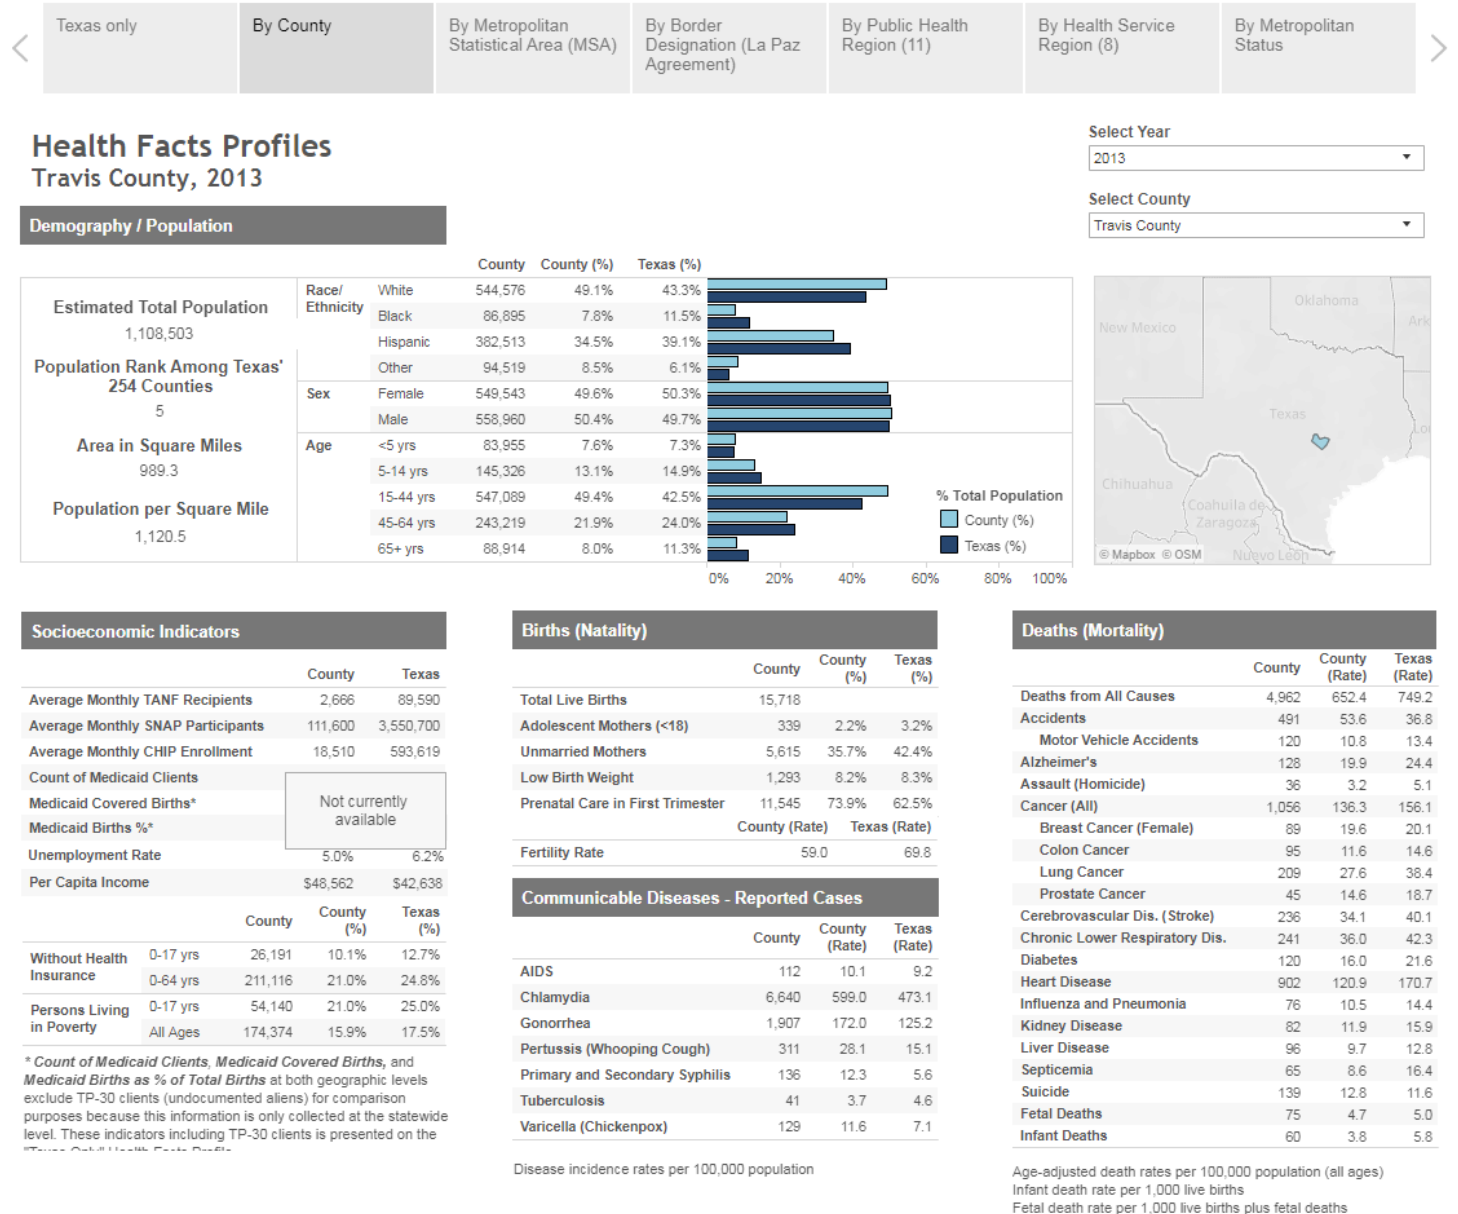 Texas only
By County
By Metropolitan
Statistical Area (MSA)
By Border
Designation (La Paz
Agreement)
By Public Health
Region (11)
By Health Service
Region (8)
By Metropolitan
Status
Health Facts Profiles
Travis County, 2013
Select Year
2013
Select County
Travis County
Demography / Population
County County (%) Texas (%)
Estimated Total Population
1,108,503
Population Rank Among Texas'
254 Counties
5
Area in Square Miles
989.3
Population per Square Mile
1,120.5
Race/
Ethnicity
White 544,576 49.1% 43.3%
Black 86,895 7.8% 11.5%
Hispanic 382,513 34.5% 39.1%
Other 94,519 8.5% 6.1%
Sex Female 549,543 49.6% 50.3%
Male 558,960 50.4% 49.7%
Age <5 yrs 83,955 7.6% 7.3%
5-14 yrs 145,326 13.1% 14.9%
15-44 yrs 547,089 49.4% 42.5%
45-64 yrs 243,219 21.9% 24.0%
65+ yrs 88,914 8.0% 11.3%
% Total Population
County (%)
Texas (%)
0% 20% 40% 60% 80% 100%
Oklahoma
New Mexico
Ark
Texas
Lo
Chihuahua
Coahuila de
Zaragoza
Nuevo León
© Mapbox © OSM
Socioeconomic Indicators
County Texas
Average Monthly TANF Recipients 2,666 89,590
Average Monthly SNAP Participants 111,600 3,550,700
Average Monthly CHIP Enrollment 18,510 593,619
Count of Medicaid Clients
Medicaid Covered Births*
Medicaid Births %*
Not currently
available
Unemployment Rate 5.0% 6.2%
Per Capita Income $48,562 $42,638
County County (%) Texas (%)
Without Health
Insurance
0-17 yrs 26,191 10.1% 12.7%
0-64 yrs 211,116 21.0% 24.8%
Persons Living
in Poverty
0-17 yrs 54,140 21.0% 25.0%
All Ages 174,374 15.9% 17.5%
* Count of Medicaid Clients, Medicaid Covered Births, and
Medicaid Births as % of Total Births at both geographic levels
exclude TP-30 clients (undocumented aliens) for comparison
purposes because this information is only collected at the statewide
level. These indicators including TP-30 clients is presented on the
"Texas Only" Health Facts Profile
Births (Natality)
County County (%) Texas (%)
Total Live Births 15,718
Adolescent Mothers (<18) 339 2.2% 3.2%
Unmarried Mothers 5,615 35.7% 42.4%
Low Birth Weight 1,293 8.2% 8.3%
Prenatal Care in First Trimester 11,545 73.9% 62.5%
County (Rate) Texas (Rate)
Fertility Rate 59.0 69.8
Communicable Diseases - Reported Cases
County County (Rate) Texas (Rate)
AIDS 112 10.1 9.2
Chlamydia 6,640 599.0 473.1
Gonorrhea 1,907 172.0 125.2
Pertussis (Whooping Cough) 311 28.1 15.1
Primary and Secondary Syphilis 136 12.3 5.6
Tuberculosis 41 3.7 4.6
Varicella (Chickenpox) 129 11.6 7.1
Disease incidence rates per 100,000 population
Deaths (Mortality)
County County (Rate) Texas (Rate)
Deaths from All Causes 4,962 652.4 749.2
Accidents 491 53.6 36.8
Motor Vehicle Accidents 120 10.8 13.4
Alzheimer's 128 19.9 24.4
Assault (Homicide) 36 3.2 5.1
Cancer (All) 1,056 136.3 156.1
Breast Cancer (Female) 89 19.6 20.1
Colon Cancer 95 11.6 14.6
Lung Cancer 209 27.6 38.4
Prostate Cancer 45 14.6 18.7
Cerebrovascular Dis. (Stroke) 236 34.1 40.1
Chronic Lower Respiratory Dis. 241 36.0 42.3
Diabetes 120 16.0 21.6
Heart Disease 902 120.9 170.7
Influenza and Pneumonia 76 10.5 14.4
Kidney Disease 82 11.9 15.9
Liver Disease 96 9.7 12.8
Septicemia 65 8.6 16.4
Suicide 139 12.8 11.6
Fetal Deaths 75 4.7 5.0
Infant Deaths 60 3.8 5.8
Age-adjusted death rates per 100,000 population (all ages)
Infant death rate per 1,000 live births
Fetal death rate per 1,000 live births plus fetal deaths